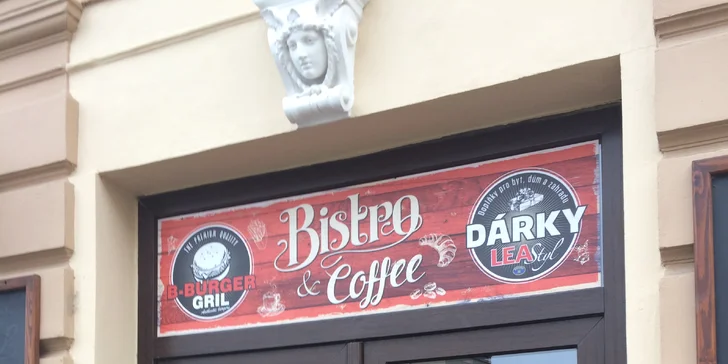 THE PREMIUM QUALITY
B-BURGER
GRIL
Bistro
& Coffee
Doplňky pro byt, dům a zahradu
DÁRKY
LEA Styl